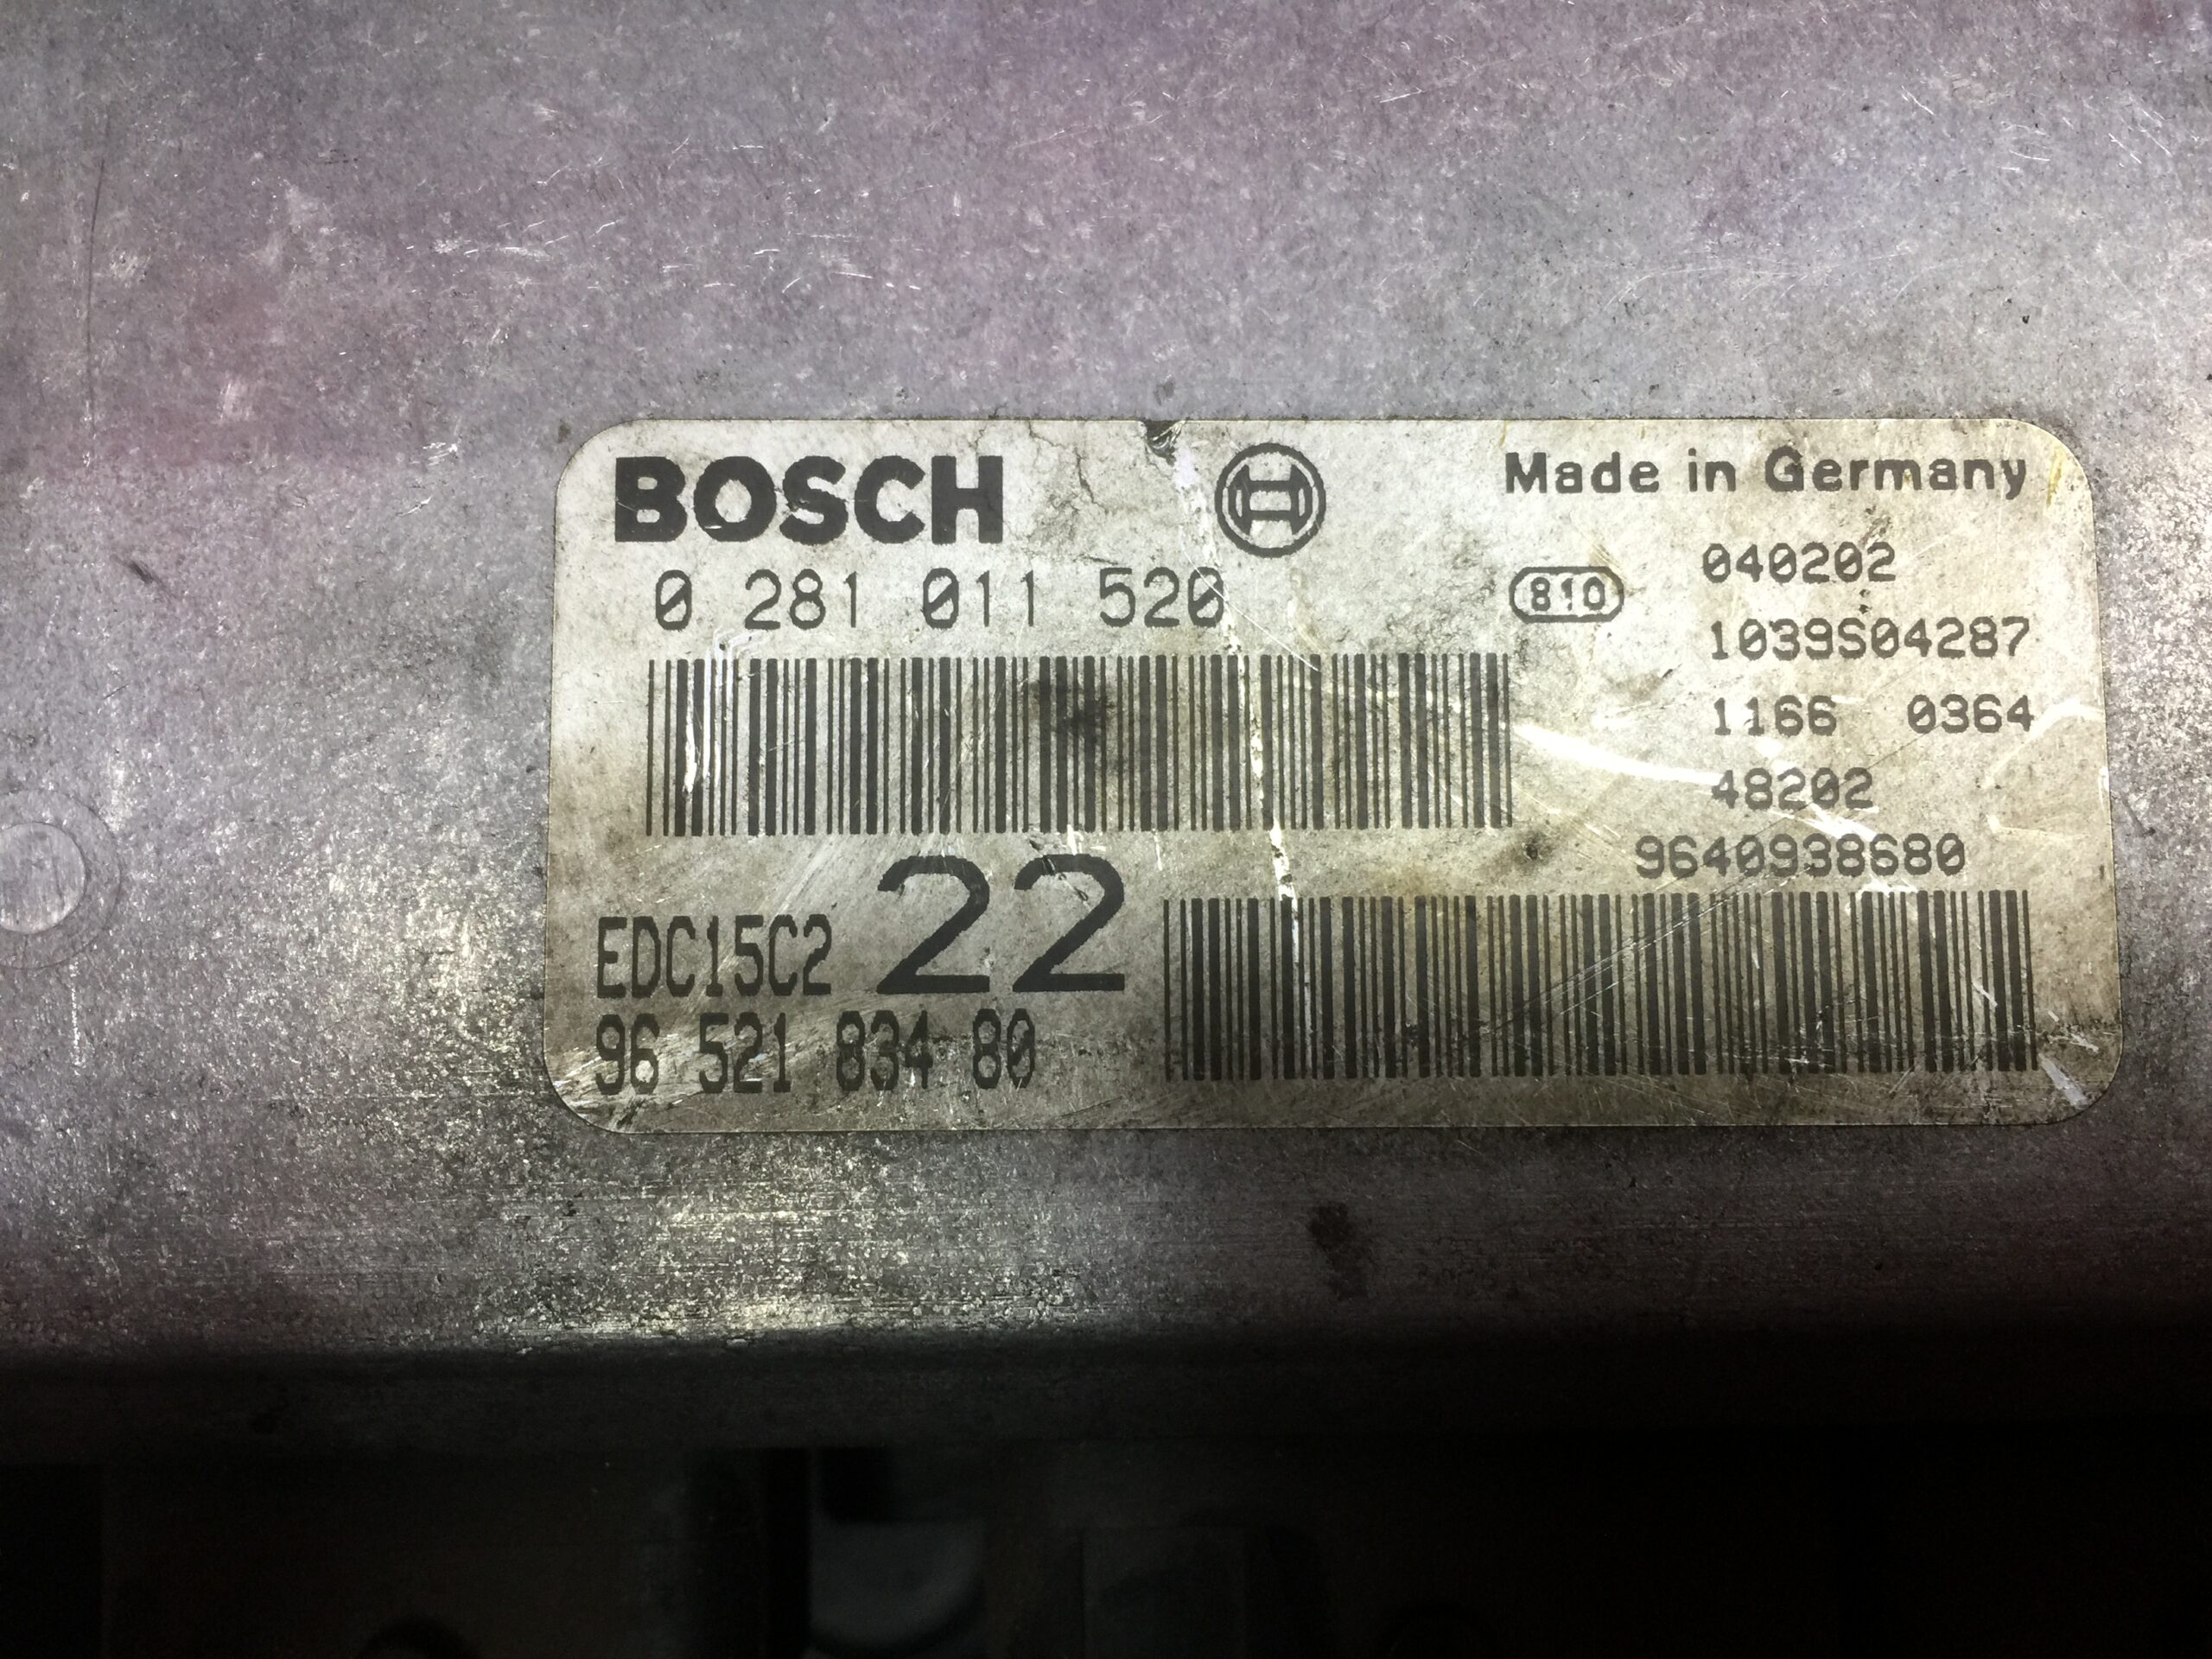 BOSCH
Made in Germany
0 281 011 520
810
040202
1039S04287
1166 0364
48202
9640938680
EDC15C2 22
96 521 834 80